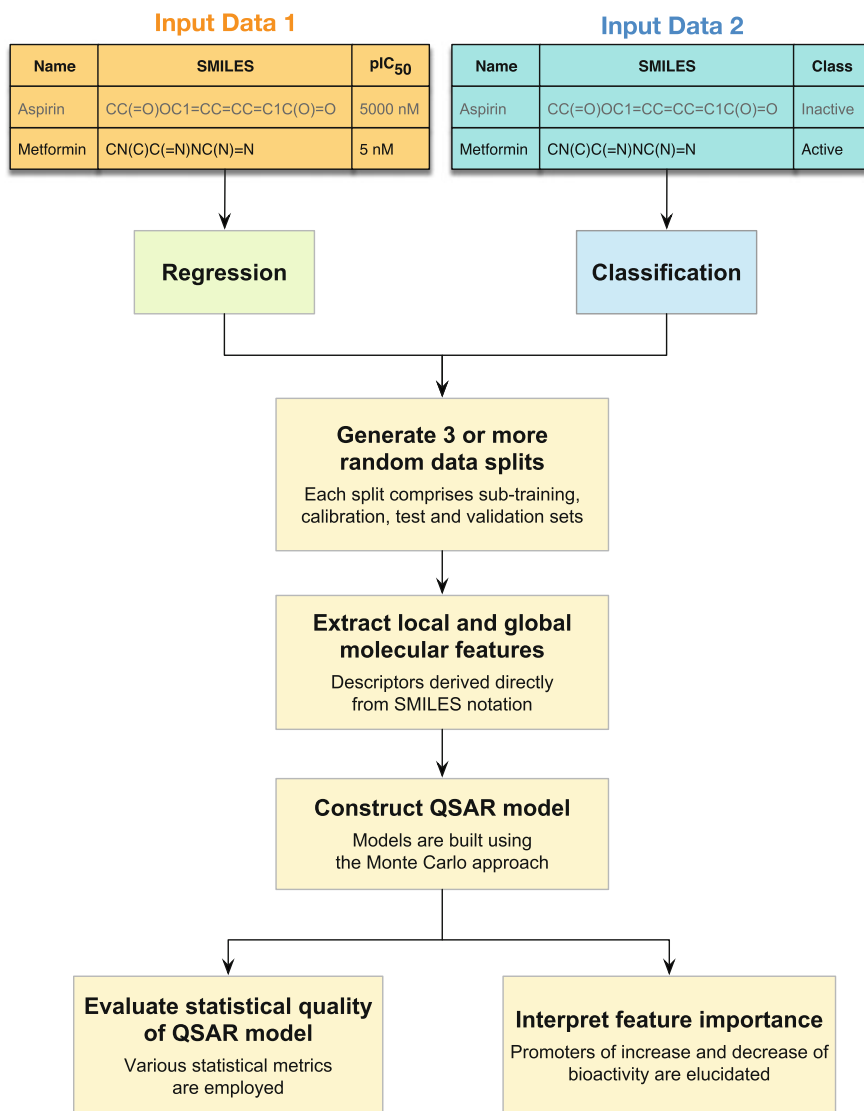 Input Data 1
Name SMILES pIC50
Aspirin CC(=O)OC1=CC=CC=C1C(O)=O 5000 nM
Metformin CN(C)C(=N)NC(N)=N 5 nM
Input Data 2
Name SMILES Class
Aspirin CC(=O)OC1=CC=CC=C1C(O)=O Inactive
Metformin CN(C)C(=N)NC(N)=N Active
Regression
Classification
Generate 3 or more
random data splits
Each split comprises sub-training,
calibration, test and validation sets
Extract local and global
molecular features
Descriptors derived directly
from SMILES notation
Construct QSAR model
Models are built using
the Monte Carlo approach
Evaluate statistical quality
of QSAR model
Various statistical metrics
are employed
Interpret feature importance
Promoters of increase and decrease of
bioactivity are elucidated